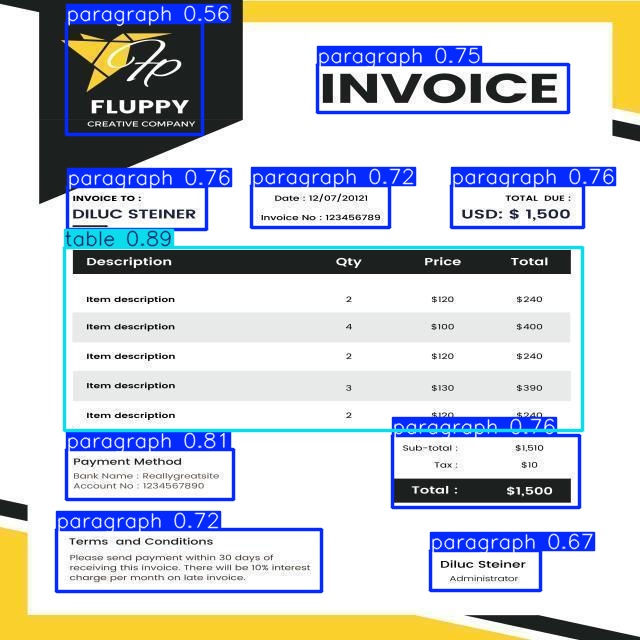 paragraph 0.56
Fp
FLUPPY
CREATIVE COMPANY
paragraph 0.75
INVOICE
paragraph 0.76
INVOICE TO :
DILUC STEINER
paragraph 0.72
Date : 12/07/20121
Invoice No : 123456789
paragraph 0.76
TOTAL DUE :
USD: $ 1,500
table 0.89
Description Qty Price Total
Item description 2 $120 $240
Item description 4 $100 $400
Item description 2 $120 $240
Item description 3 $130 $390
Item description 2 $120 $240
paragraph 0.76
Sub-total : $1,510
Tax : $10
Total : $1,500
paragraph 0.81
Payment Method
Bank Name : Reallygreatsite
Account No : 1234567890
paragraph 0.72
Terms and Conditions
Please send payment within 30 days of
receiving this invoice. There will be 10% interest
charge per month on late invoice.
paragraph 0.67
Diluc Steiner
Administrator